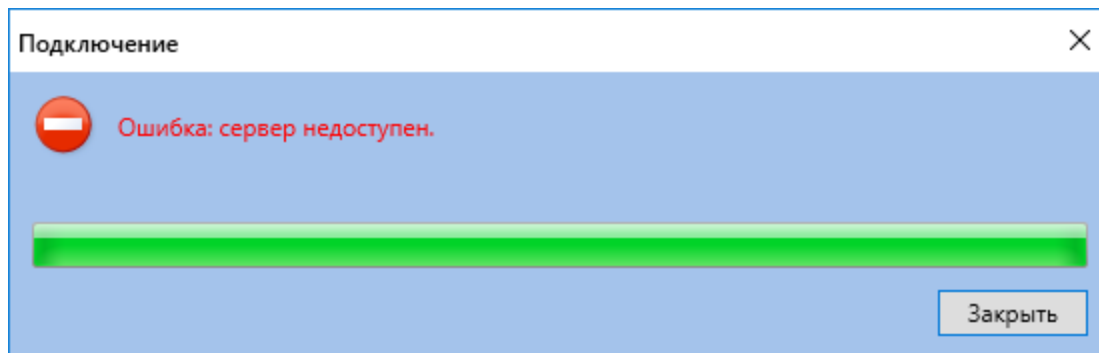 Подключение
Ошибка: сервер недоступен.
Закрыть